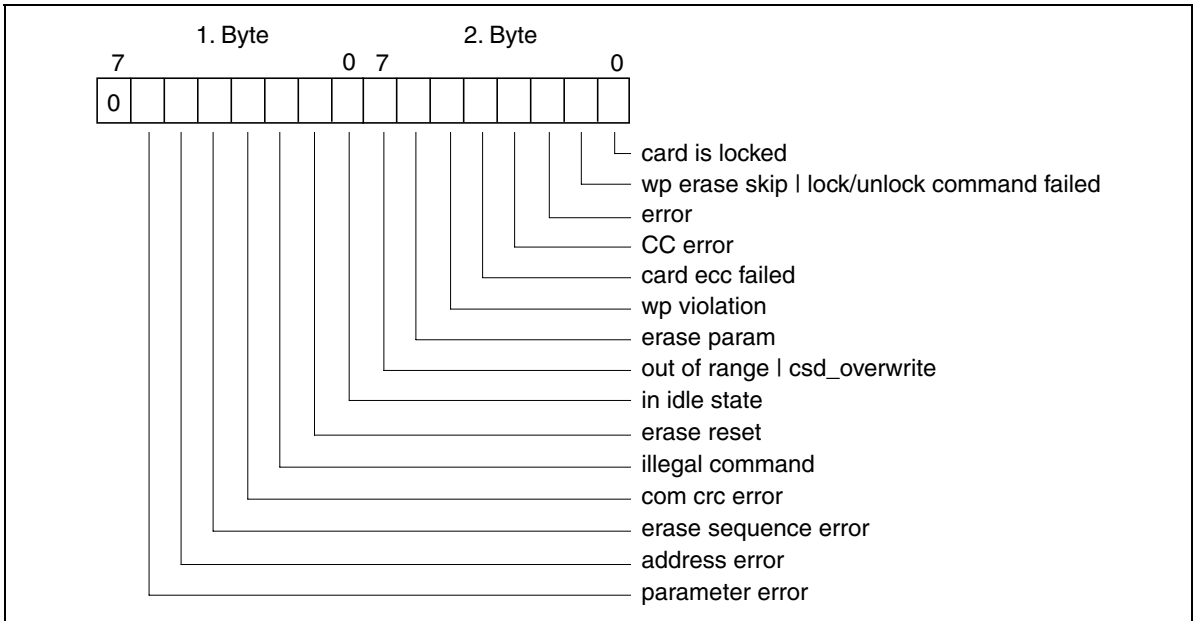 1. Byte 2. Byte
7 0 7 0
0
card is locked
wp erase skip | lock/unlock command failed
error
CC error
card ecc failed
wp violation
erase param
out of range | csd_overwrite
in idle state
erase reset
illegal command
com crc error
erase sequence error
address error
parameter error